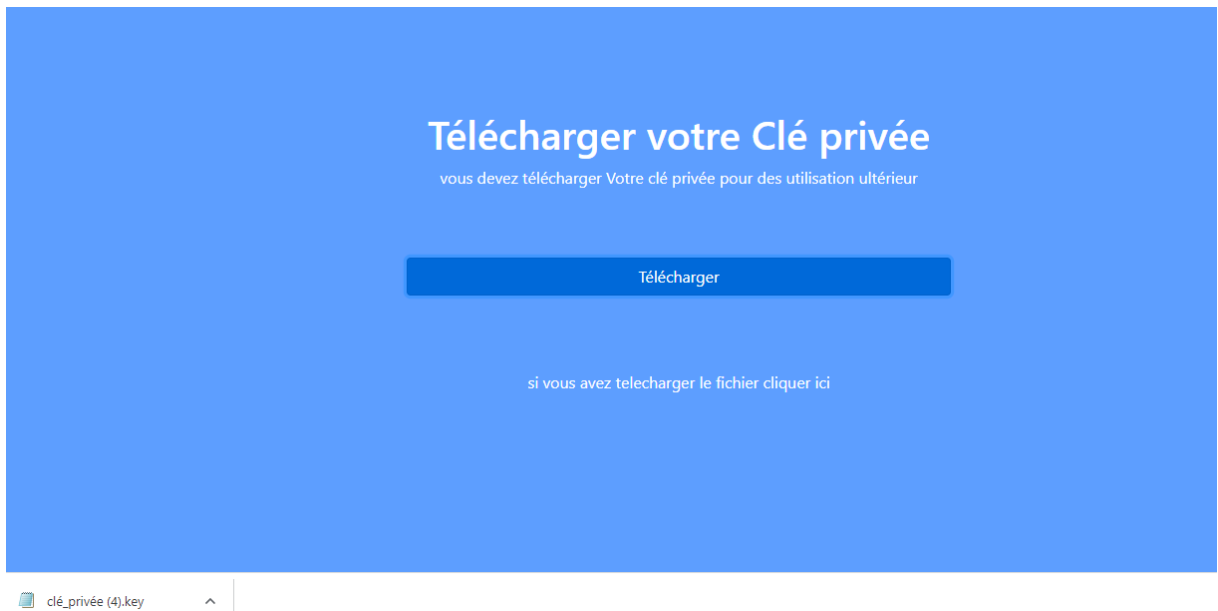 Télécharger votre Clé privée
vous devez télécharger Votre clé privée pour des utilisation ultérieur
Télécharger
si vous avez telecharger le fichier cliquer ici
clé_privée (4).key